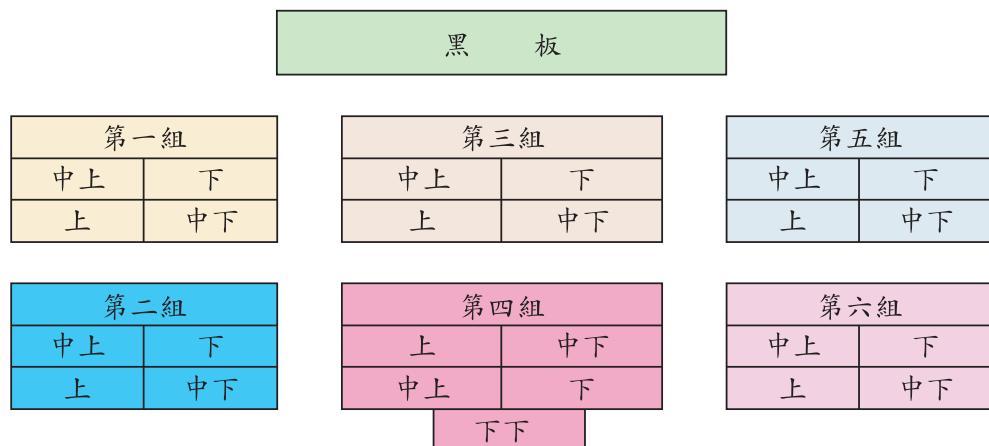 黑 板
第一組
中上 下
上 中下
第三組
中上 下
上 中下
第五組
中上 下
上 中下
第二組
中上 下
上 中下
第四組
上 中下
中上 下
下下
第六組
中上 下
上 中下